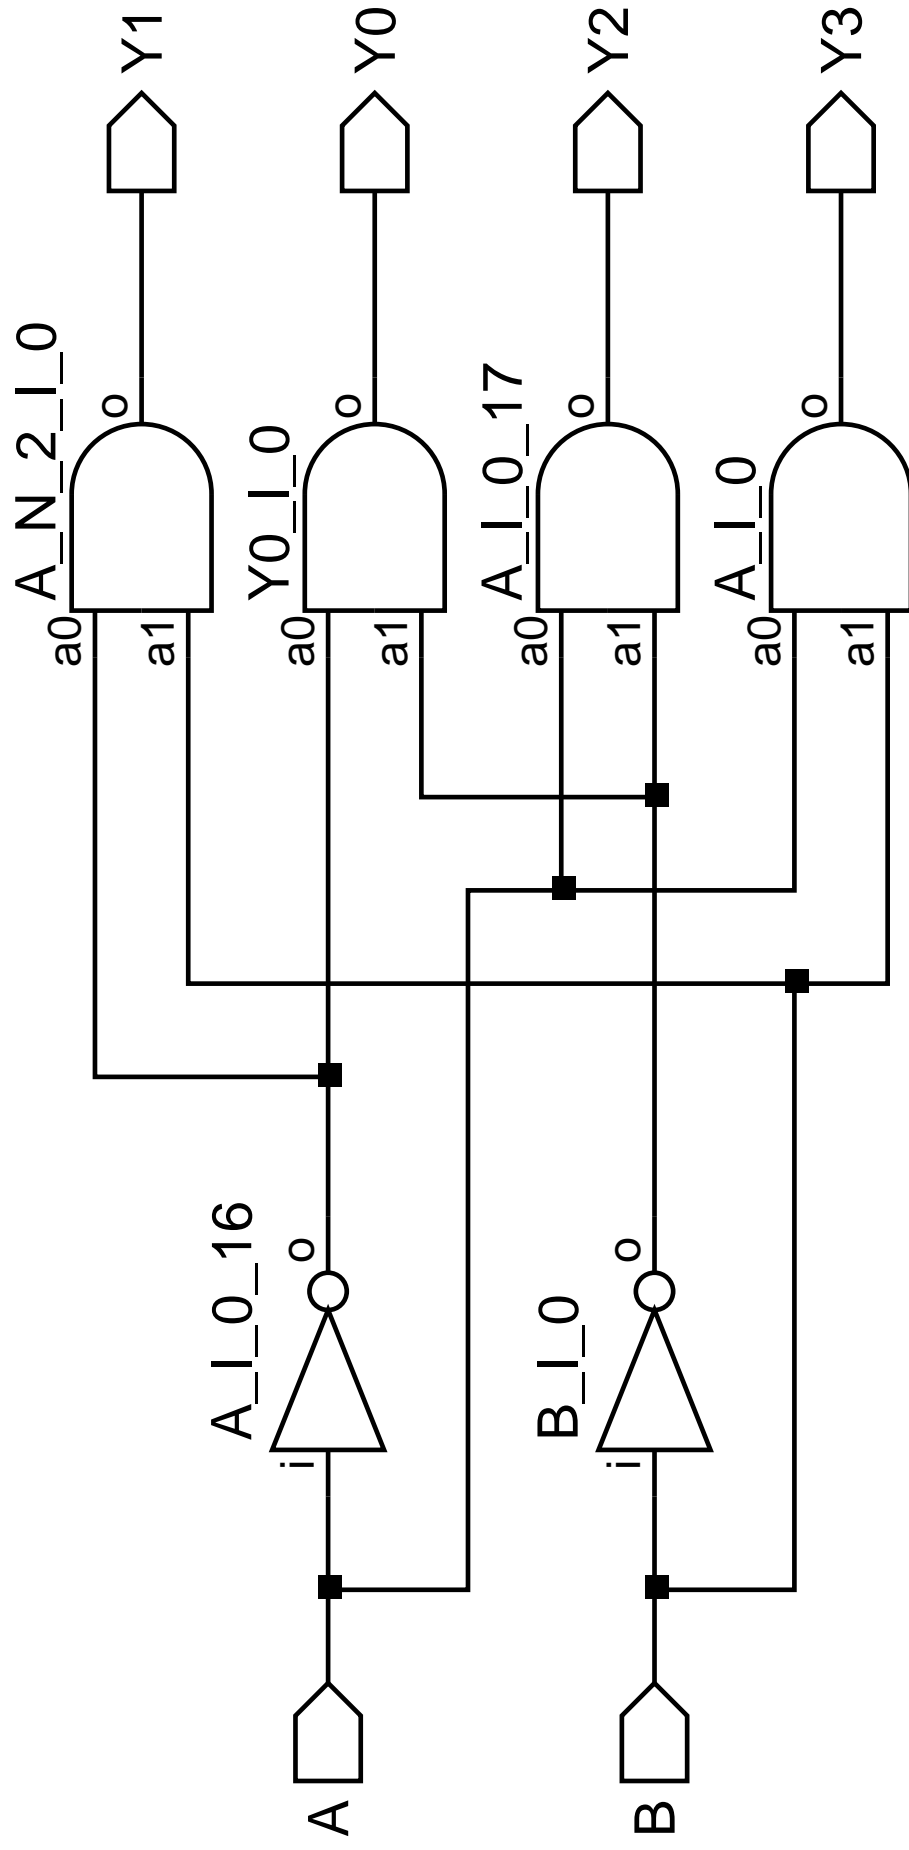 A_N_2_I_0
a0
a1
o
Y1
A_I_0_16
i
o
Y0_I_0
a0
a1
o
Y0
A
A_I_0_17
a0
a1
o
Y2
B_I_0
i
o
B
A_I_0
a0
a1
o
Y3